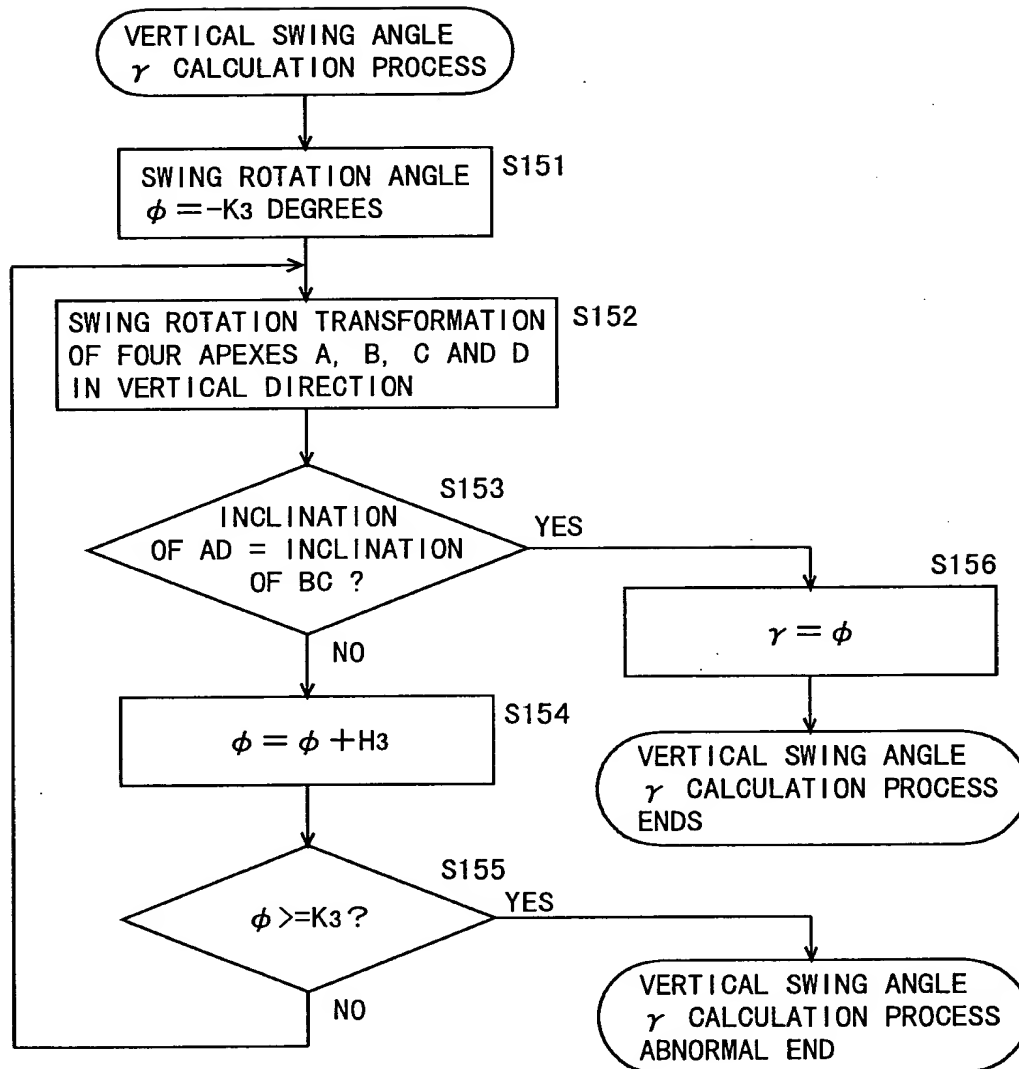 VERTICAL SWING ANGLE
γ CALCULATION PROCESS
S151
SWING ROTATION ANGLE
φ=-K3 DEGREES
S152
SWING ROTATION TRANSFORMATION
OF FOUR APEXES A, B, C AND D
IN VERTICAL DIRECTION
S153
INCLINATION
OF AD = INCLINATION
OF BC ?
YES
NO
S156
γ = φ
VERTICAL SWING ANGLE
γ CALCULATION PROCESS
ENDS
S154
φ = φ +H3
S155
φ >=K3?
YES
NO
VERTICAL SWING ANGLE
γ CALCULATION PROCESS
ABNORMAL END